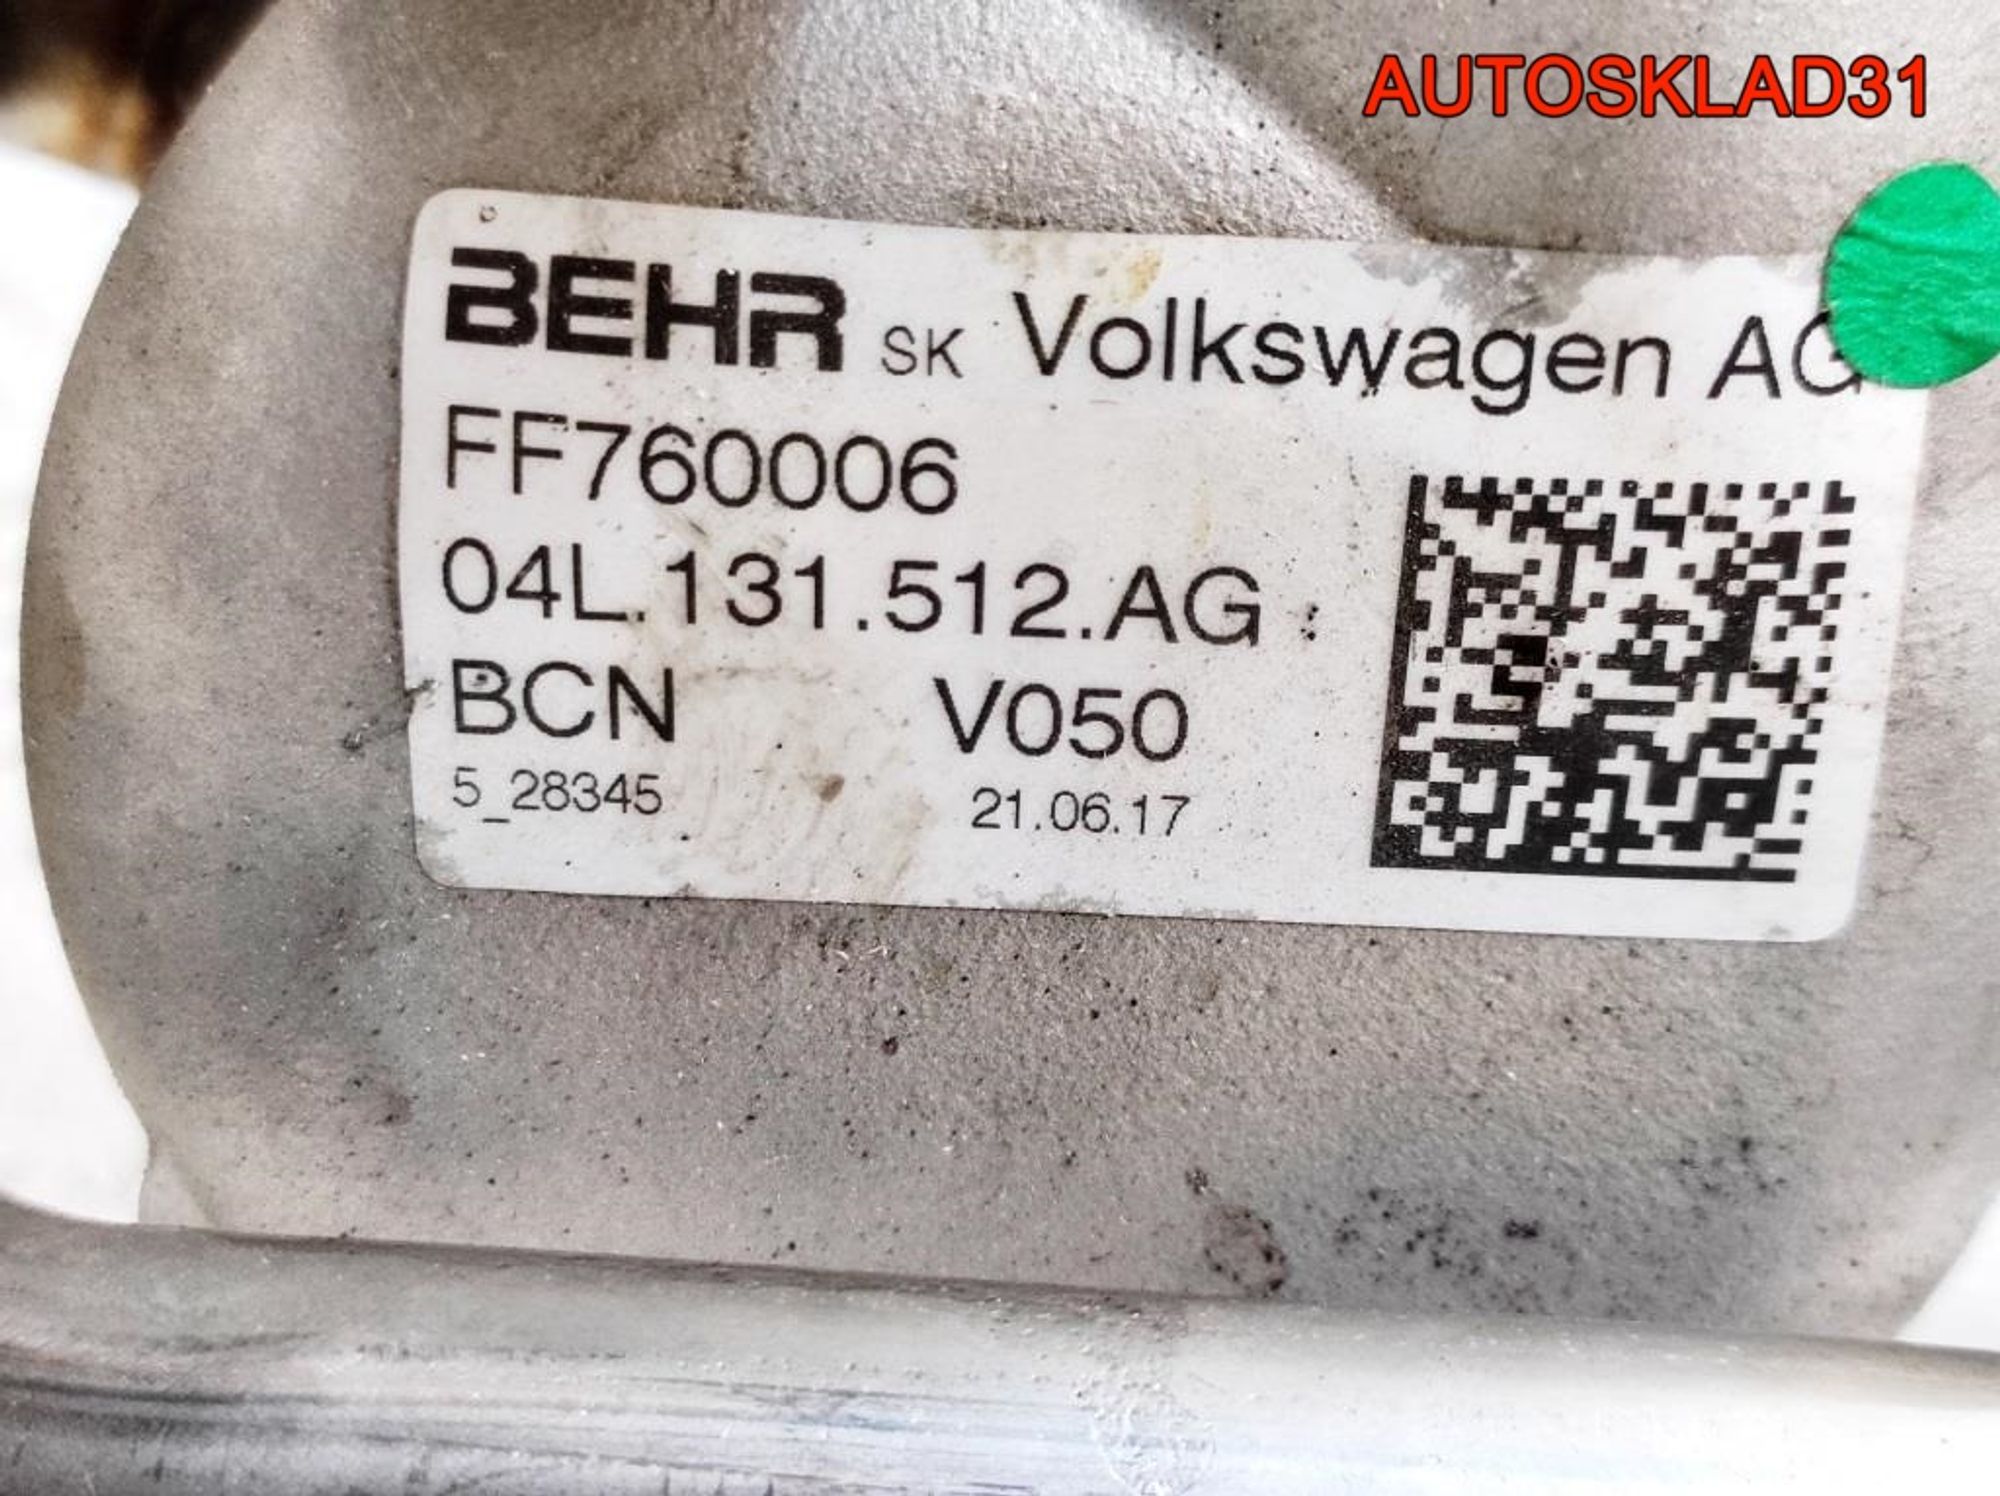 AUTOSKLAD31
BEHR SK Volkswagen AG
FF760006
04L.131.512.AG
BCN V050
5_28345 21.06.17